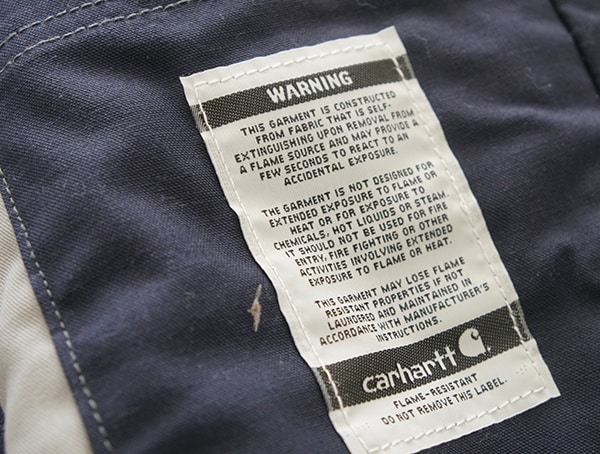 WARNING
THIS GARMENT IS CONSTRUCTED
FROM FABRIC THAT IS SELF-
EXTINGUISHING UPON REMOVAL FROM
A FLAME SOURCE AND MAY PROVIDE A
FEW SECONDS TO REACT TO AN
ACCIDENTAL EXPOSURE.
THE GARMENT IS NOT DESIGNED FOR
EXTENDED EXPOSURE TO FLAME OR
HEAT OR FOR EXPOSURE TO
CHEMICALS, HOT LIQUIDS OR STEAM.
IT SHOULD NOT BE USED FOR FIRE
ENTRY, FIRE FIGHTING OR OTHER
ACTIVITIES INVOLVING EXTENDED
EXPOSURE TO FLAME OR HEAT.
THIS GARMENT MAY LOSE FLAME
RESISTANT PROPERTIES IF NOT
LAUNDERED AND MAINTAINED IN
ACCORDANCE WITH MANUFACTURER'S
INSTRUCTIONS.
carhartt
FLAME-RESISTANT
DO NOT REMOVE THIS LABEL.